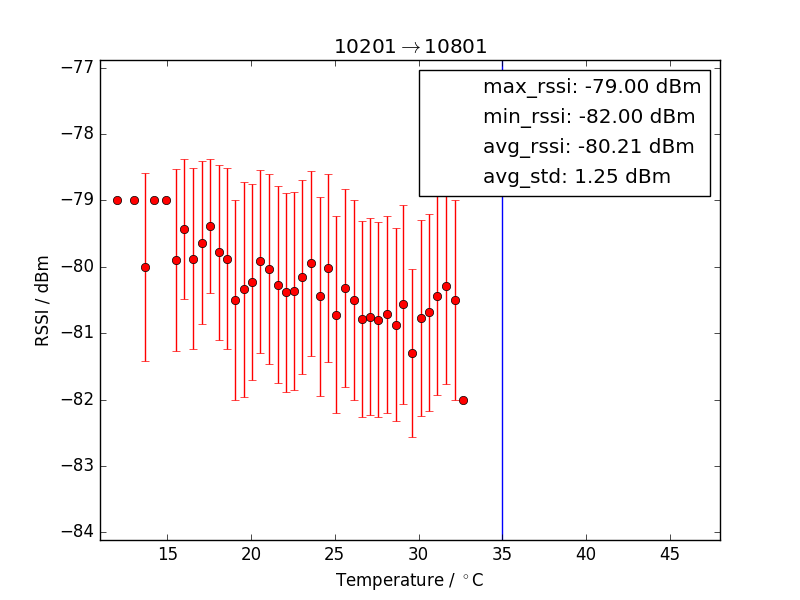 10201→10801
max_rssi: -79.00 dBm
min_rssi: -82.00 dBm
avg_rssi: -80.21 dBm
avg_std: 1.25 dBm
RSSI / dBm
−77
−78
−79
−80
−81
−82
−83
−84
15 20 25 30 35 40 45
Temperature / °C